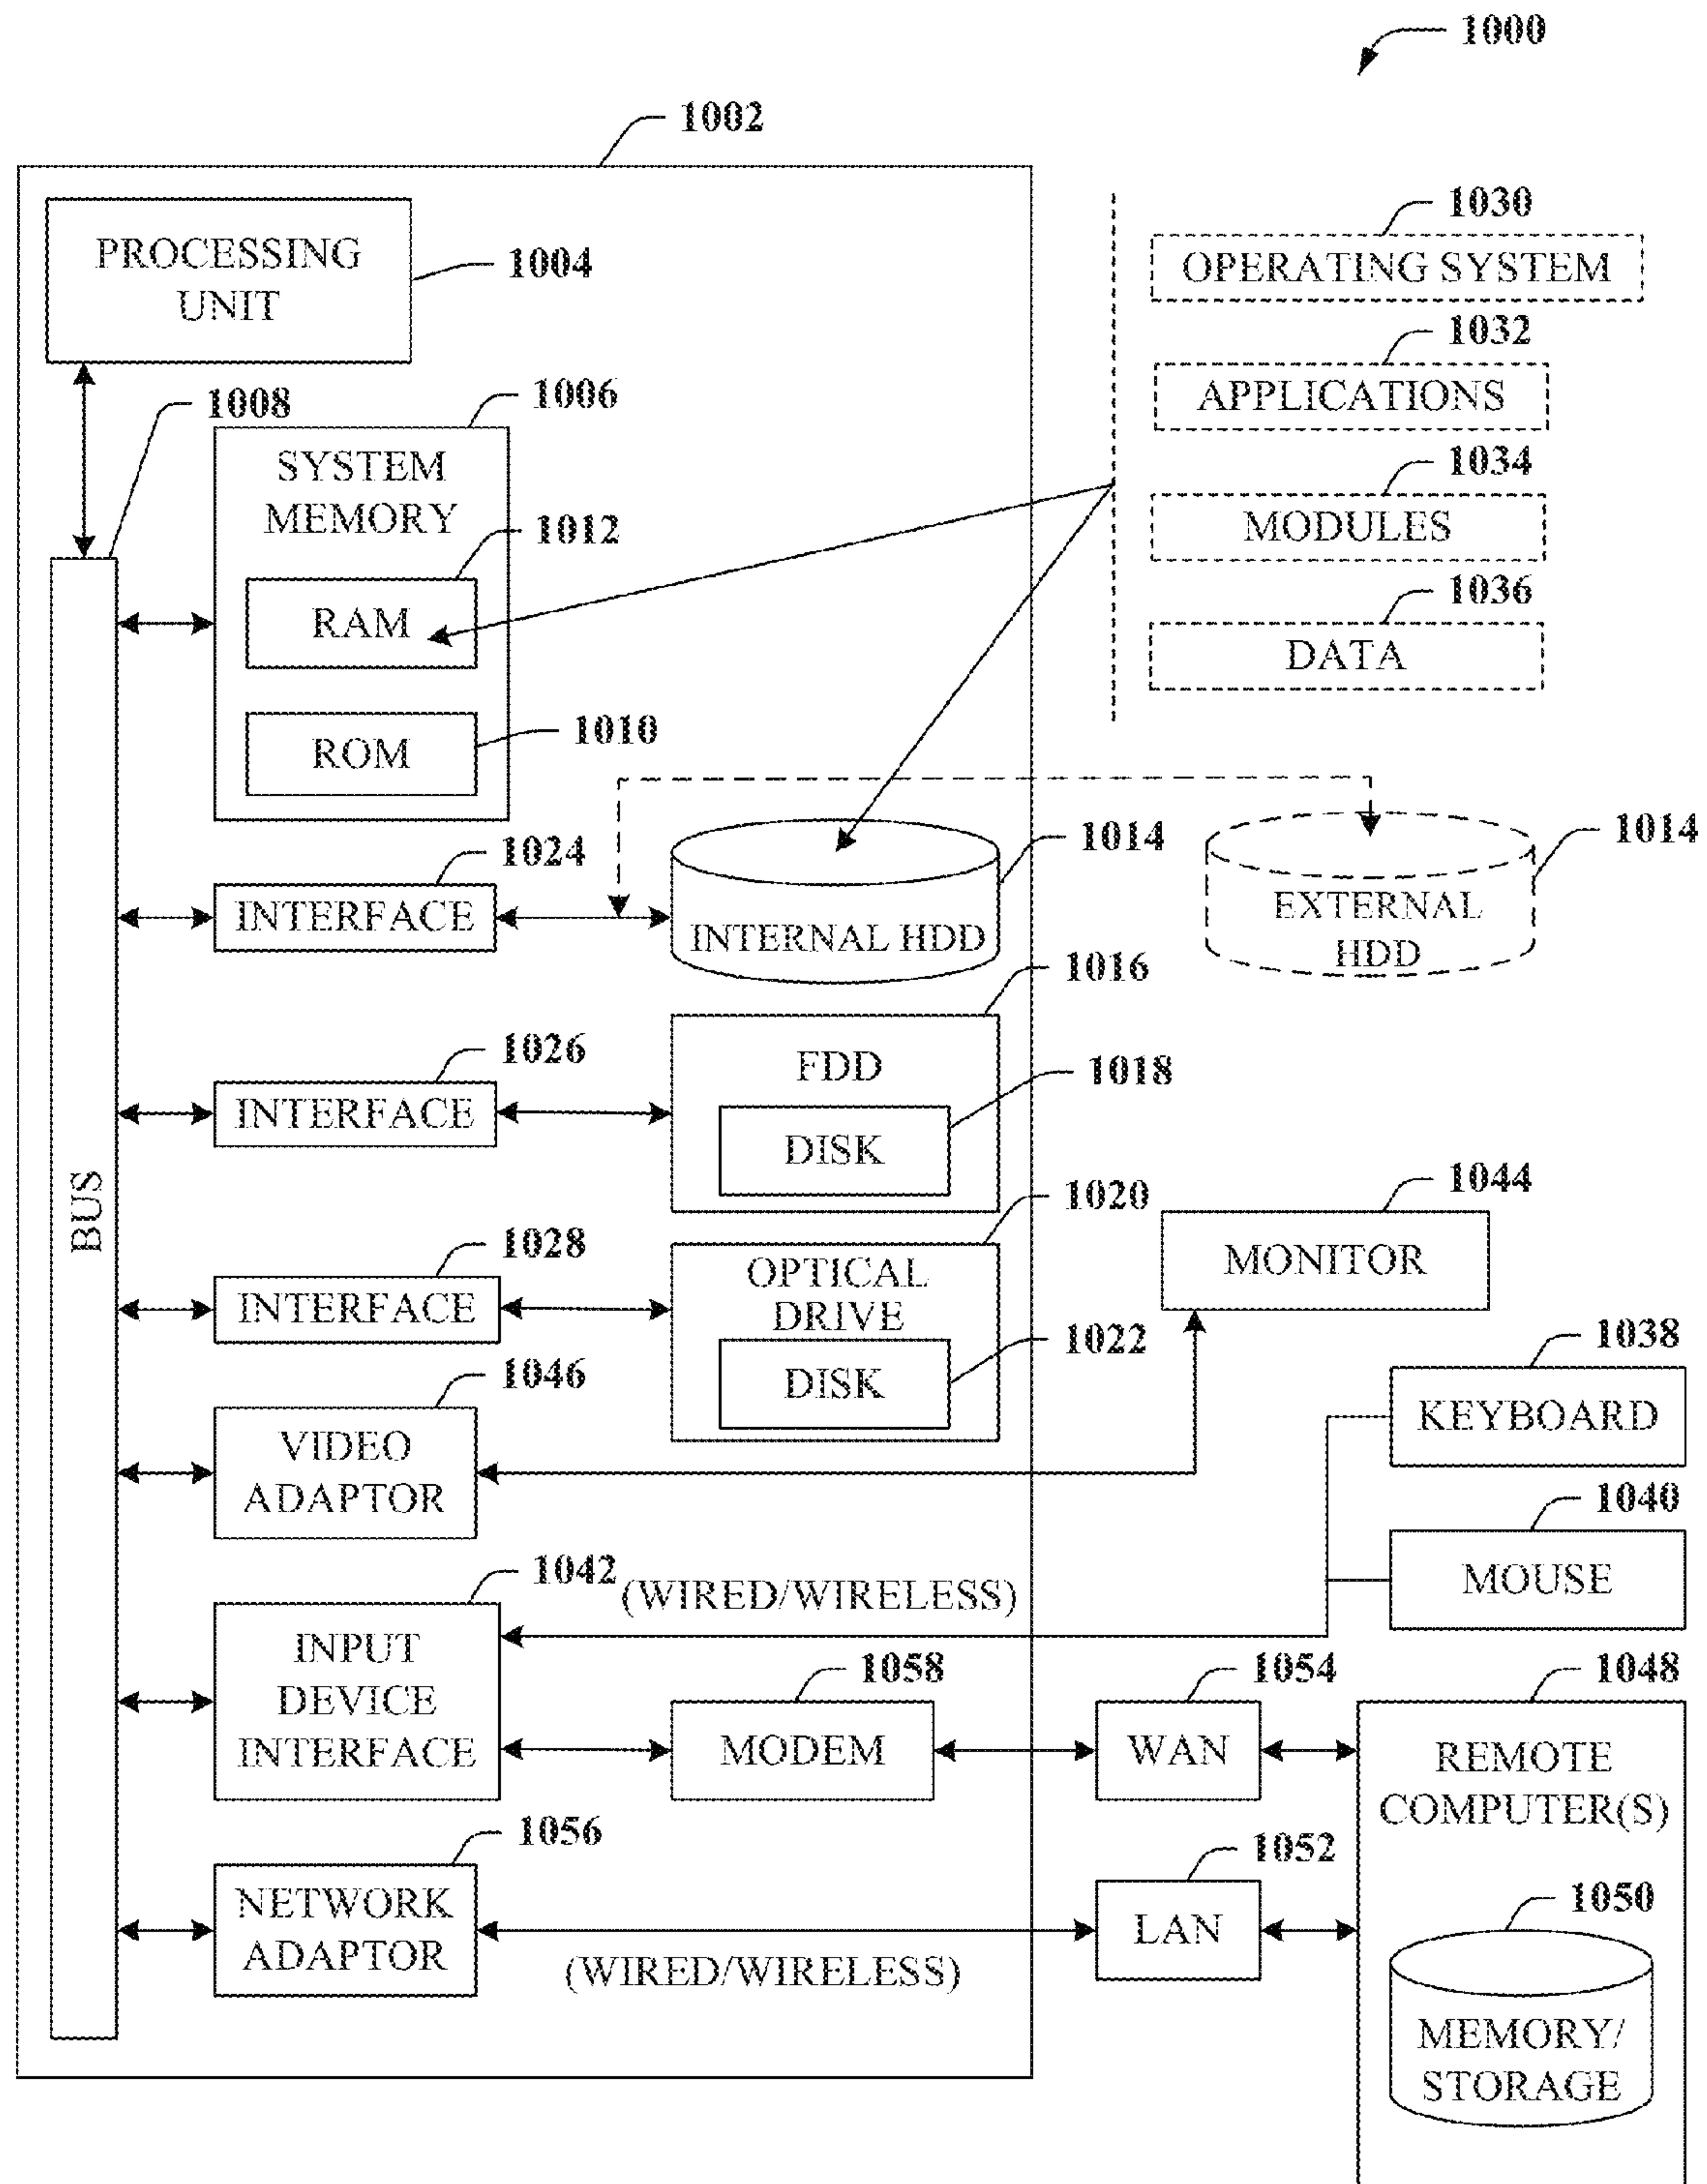 1000
1002
PROCESSING
UNIT
1004
1030
OPERATING SYSTEM
1032
APPLICATIONS
1034
MODULES
1036
DATA
1008
1006
SYSTEM
MEMORY
1012
RAM
1010
ROM
BUS
1024
INTERFACE
1014
INTERNAL HDD
1014
EXTERNAL
HDD
1026
INTERFACE
1016
FDD
1018
DISK
1028
INTERFACE
1020
OPTICAL
DRIVE
1022
DISK
1044
MONITOR
1046
VIDEO
ADAPTOR
1038
KEYBOARD
1040
MOUSE
1042
(WIRED/WIRELESS)
INPUT
DEVICE
INTERFACE
1058
MODEM
1054
WAN
1048
REMOTE
COMPUTER(S)
1056
NETWORK
ADAPTOR
(WIRED/WIRELESS)
1052
LAN
1050
MEMORY/
STORAGE